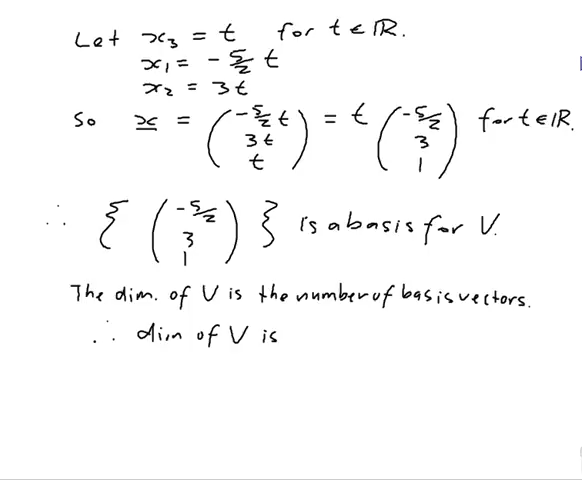 Let x₃ = t for t ∈ ℝ.
x₁ = -5/2 t
x₂ = 3t
So x = (-5/2 t, 3t, t) = t (-5/2, 3, 1) for t ∈ ℝ.
∴ { (-5/2, 3, 1) } is a basis for V.
The dim. of V is the number of basis vectors.
∴ dim of V is